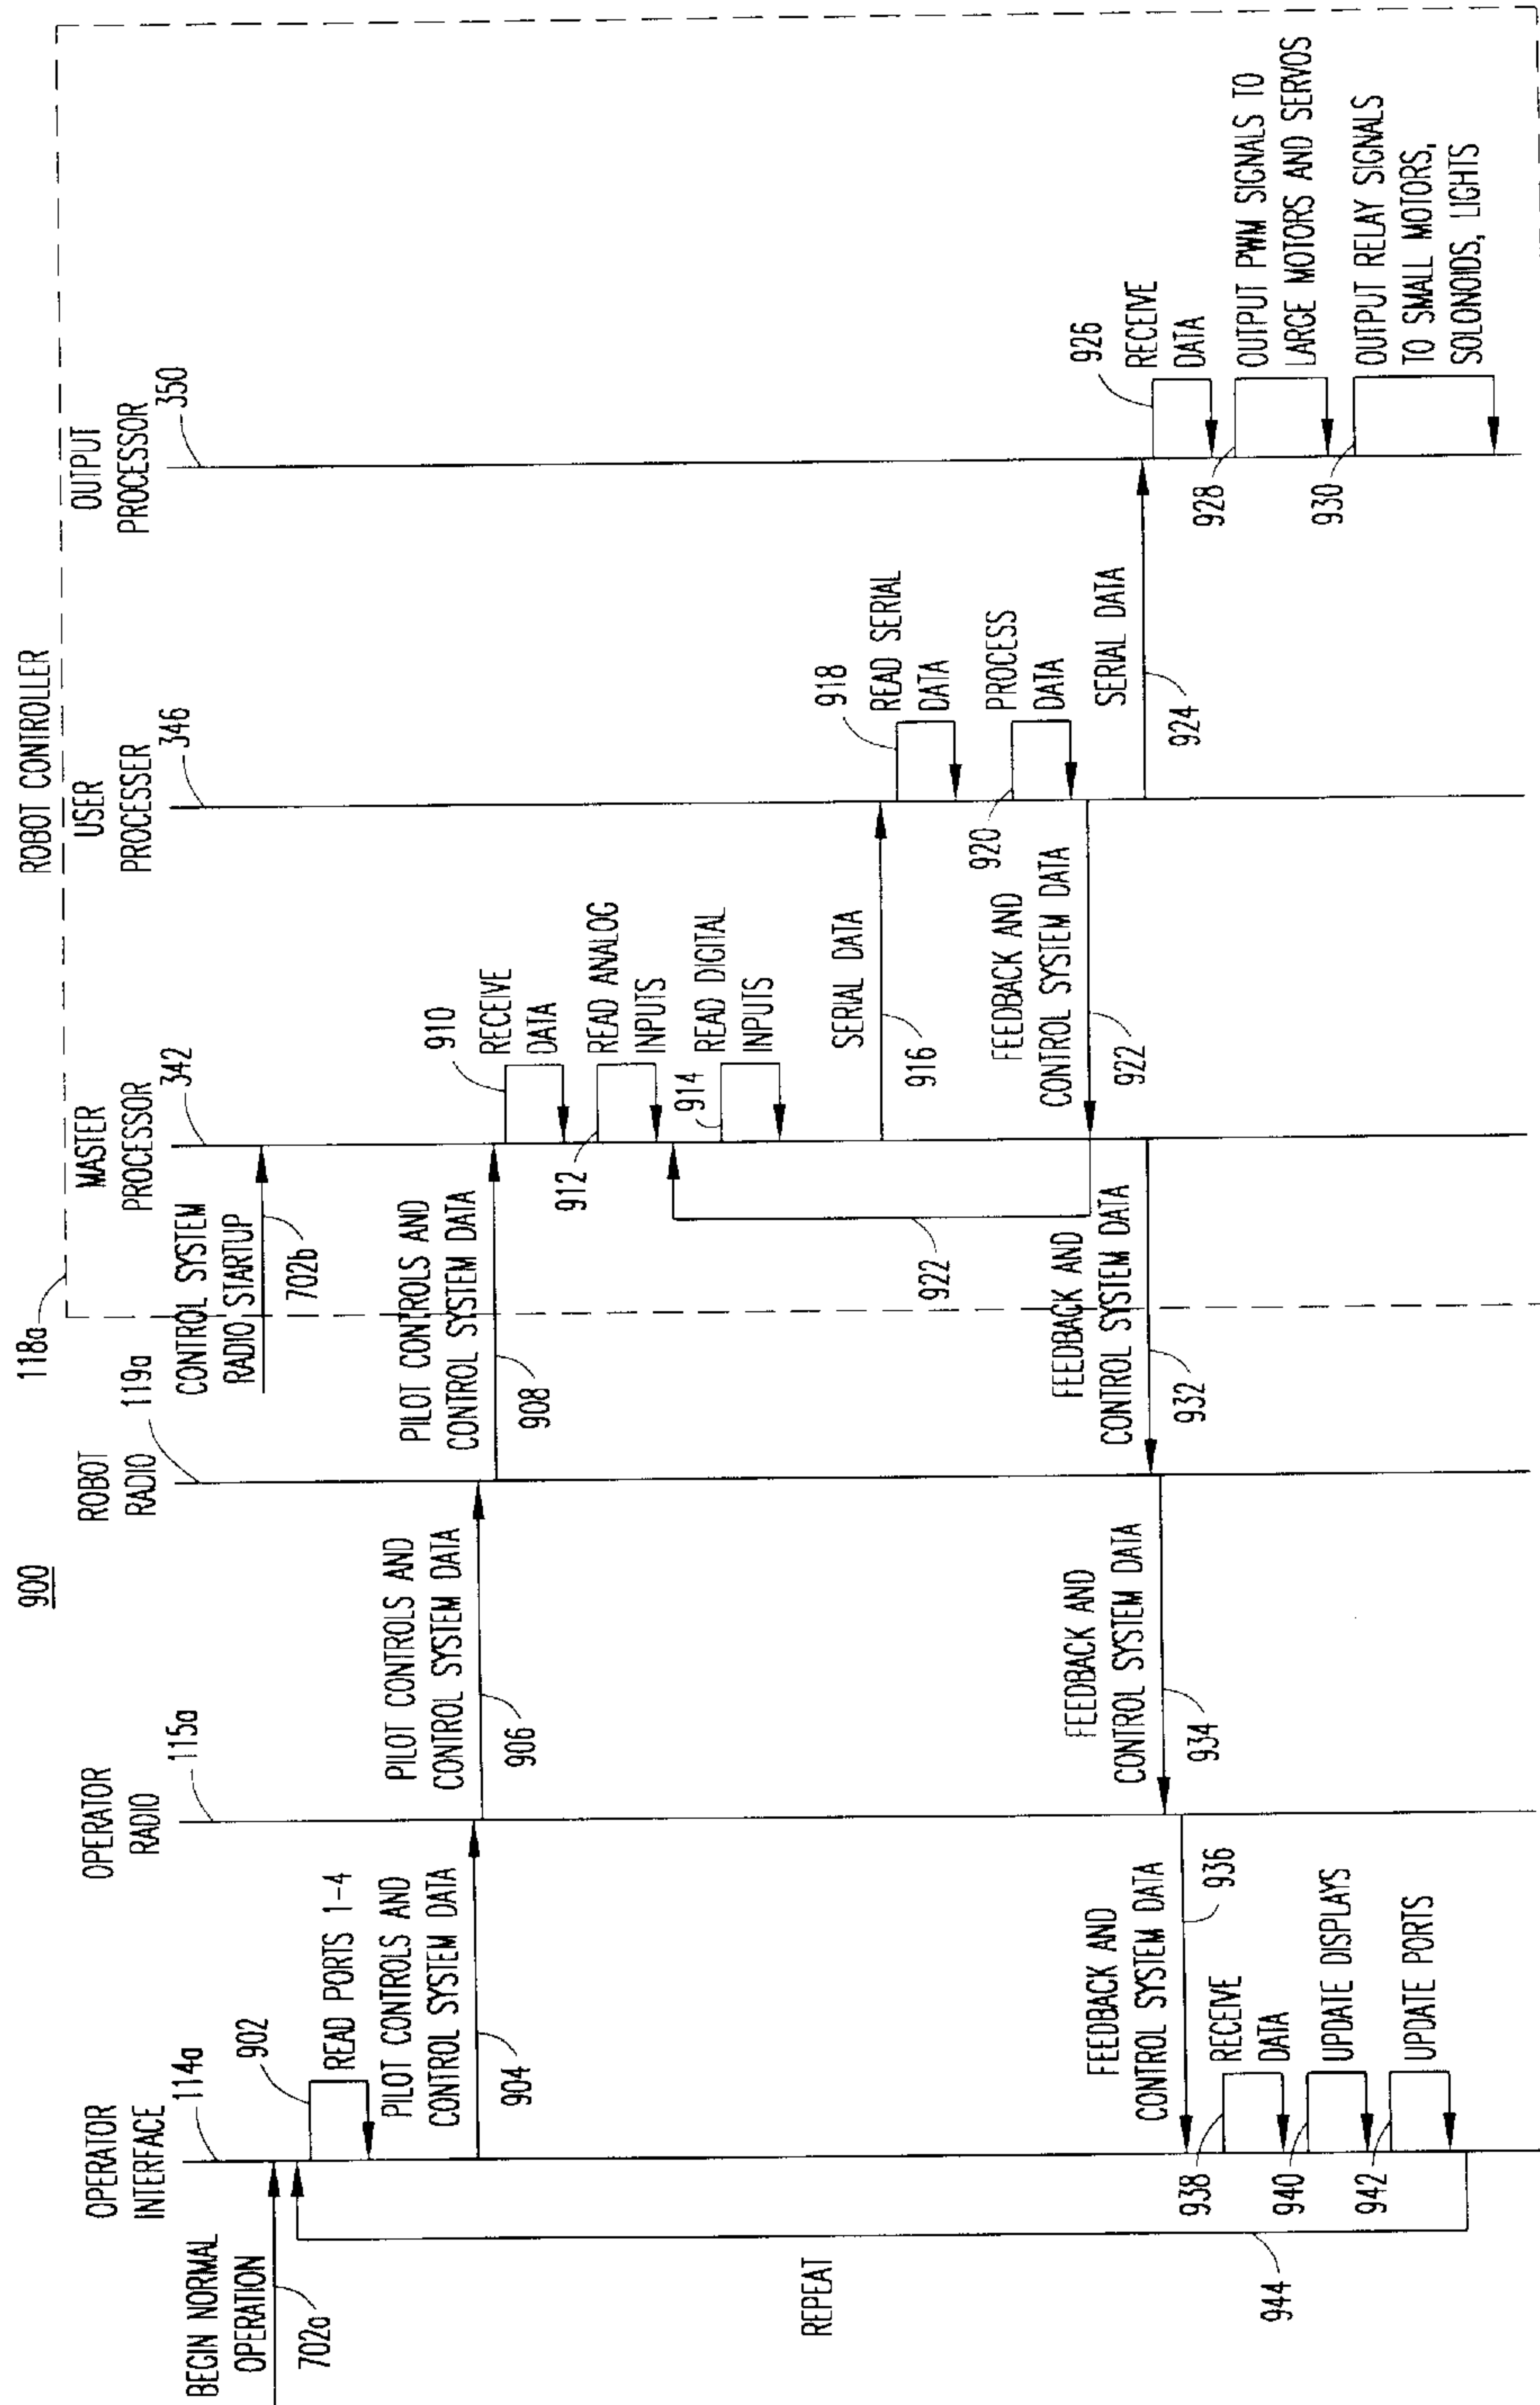 900
118a
ROBOT CONTROLLER
OPERATOR
INTERFACE
114a
OPERATOR
RADIO
115a
ROBOT
RADIO
119a
MASTER
PROCESSOR
342
USER
PROCESSER
346
OUTPUT
PROCESSOR
350
BEGIN NORMAL
OPERATION
702a
CONTROL SYSTEM
RADIO STARTUP
702b
902
READ PORTS 1-4
PILOT CONTROLS AND
CONTROL SYSTEM DATA
904
PILOT CONTROLS AND
CONTROL SYSTEM DATA
906
PILOT CONTROLS AND
CONTROL SYSTEM DATA
908
910
RECEIVE
DATA
912
READ ANALOG
INPUTS
914
READ DIGITAL
INPUTS
922
SERIAL DATA
916
918
READ SERIAL
DATA
920
PROCESS
DATA
FEEDBACK AND
CONTROL SYSTEM DATA
922
SERIAL DATA
924
926
RECEIVE
DATA
928
OUTPUT PWM SIGNALS TO
LARGE MOTORS AND SERVOS
930
OUTPUT RELAY SIGNALS
TO SMALL MOTORS,
SOLONOIDS, LIGHTS
FEEDBACK AND
CONTROL SYSTEM DATA
932
FEEDBACK AND
CONTROL SYSTEM DATA
934
FEEDBACK AND
CONTROL SYSTEM DATA
936
938
RECEIVE
DATA
940
UPDATE DISPLAYS
942
UPDATE PORTS
REPEAT
944